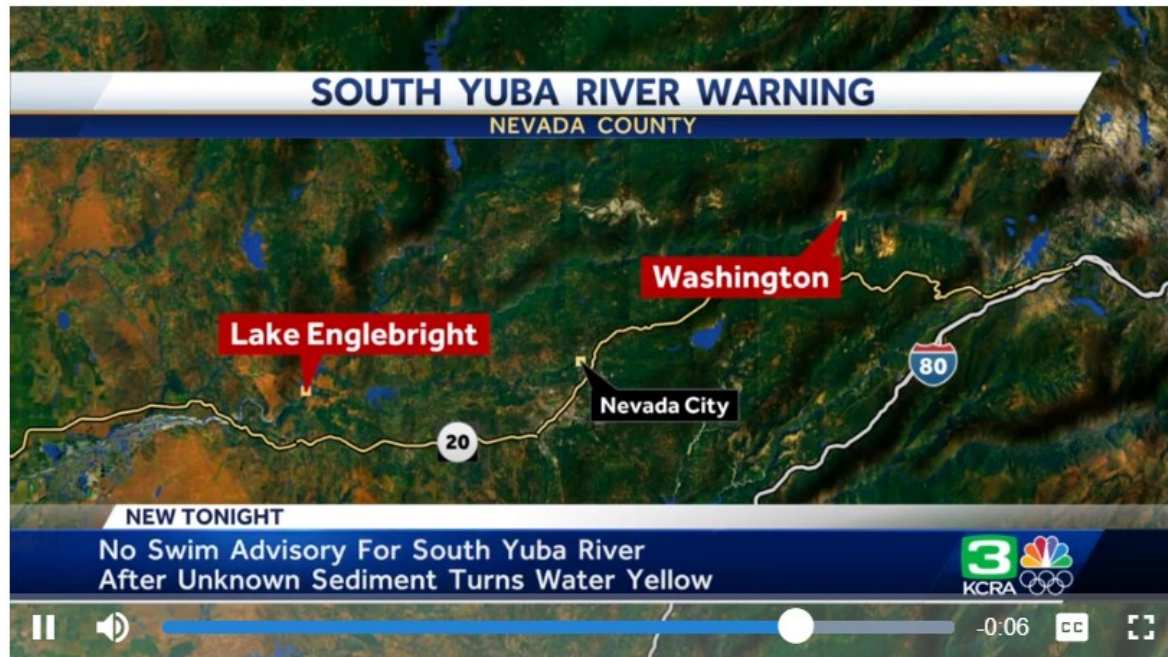 SOUTH YUBA RIVER WARNING
NEVADA COUNTY
Washington
Lake Englebright
80
Nevada City
20
NEW TONIGHT
No Swim Advisory For South Yuba River
After Unknown Sediment Turns Water Yellow
3
KCRA
-0:06
CC